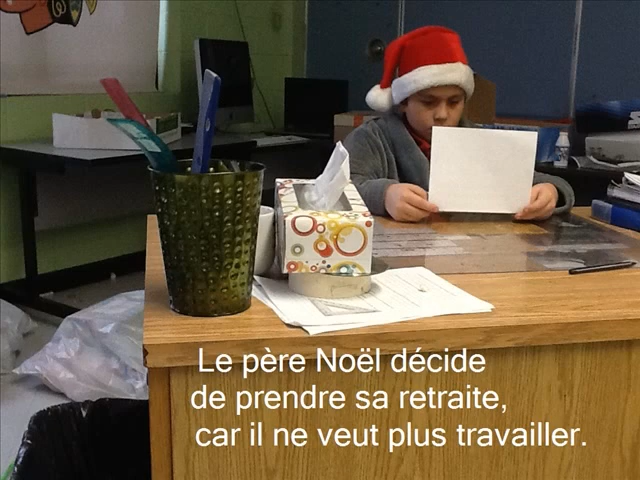 Le père Noël décide
de prendre sa retraite,
car il ne veut plus travailler.